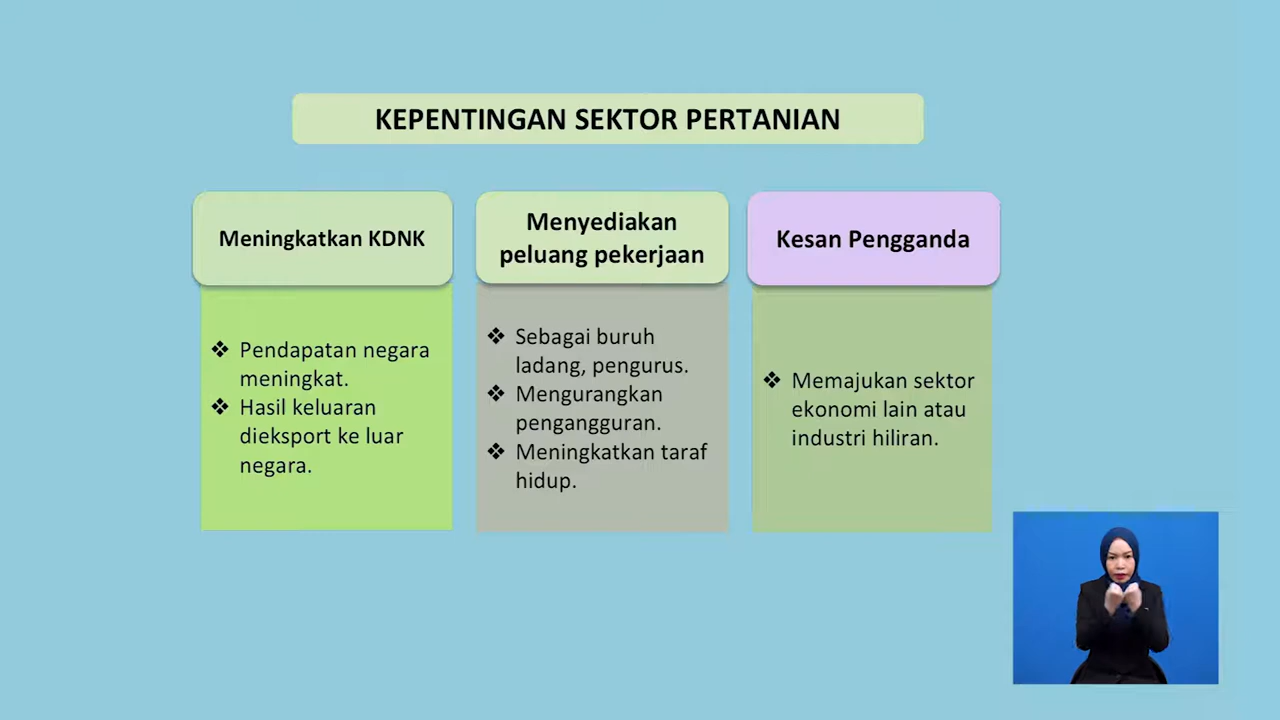 KEPENTINGAN SEKTOR PERTANIAN
Meningkatkan KDNK
❖ Pendapatan negara
meningkat.
❖ Hasil keluaran
dieksport ke luar
negara.
Menyediakan
peluang pekerjaan
❖ Sebagai buruh
ladang, pengurus.
❖ Mengurangkan
pengangguran.
❖ Meningkatkan taraf
hidup.
Kesan Pengganda
❖ Memajukan sektor
ekonomi lain atau
industri hiliran.